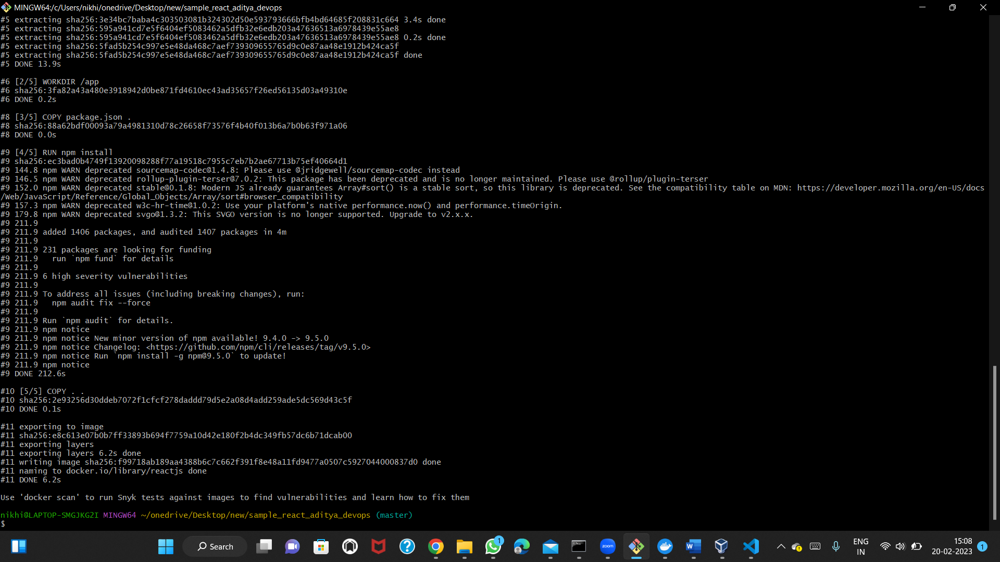 MINGW64:/c/Users/nikhi/onedrive/Desktop/new/sample_react_aditya_devops
#5 extracting sha256:3e34bc7baba4c303503081b324302d50e593793666bfb4bd64685f208831c664 3.4s done
#5 extracting sha256:595a941cd7e5f6404ef5083462a5dfb32e6edb203a47636513a6978439e55ae8
#5 extracting sha256:595a941cd7e5f6404ef5083462a5dfb32e6edb203a47636513a6978439e55ae8 0.2s done
#5 extracting sha256:5fad5b254c997e5e48da468c7aef739309655765d9c0e87aa48e1912b424ca5f
#5 extracting sha256:5fad5b254c997e5e48da468c7aef739309655765d9c0e87aa48e1912b424ca5f done
#5 DONE 13.9s
#6 [2/5] WORKDIR /app
#6 sha256:3fa82a43a480e3918942d0be871fd4610ec43ad35657f26ed56135d03a49310e
#6 DONE 0.2s
#8 [3/5] COPY package.json .
#8 sha256:88a62bdf00093a79a4981310d78c26658f73576f4b40f013b6a7b0b63f971a06
#8 DONE 0.0s
#9 [4/5] RUN npm install
#9 sha256:ec3bad0b4749f13920098288f77a19518c7955c7eb7b2ae67713b75ef40664d1
#9 144.8 npm WARN deprecated sourcemap-codec@1.4.8: Please use @jridgewell/sourcemap-codec instead
#9 146.5 npm WARN deprecated rollup-plugin-terser@7.0.2: This package has been deprecated and is no longer maintained. Please use @rollup/plugin-terser
#9 152.0 npm WARN deprecated stable@0.1.8: Modern JS already guarantees Array#sort() is a stable sort, so this library is deprecated. See the compatibility table on MDN: https://developer.mozilla.org/en-US/docs
/Web/JavaScript/Reference/Global_Objects/Array/sort#browser_compatibility
#9 157.3 npm WARN deprecated w3c-hr-time@1.0.2: Use your platform's native performance.now() and performance.timeOrigin.
#9 179.8 npm WARN deprecated svgo@1.3.2: This SVGO version is no longer supported. Upgrade to v2.x.x.
#9 211.9
#9 211.9 added 1406 packages, and audited 1407 packages in 4m
#9 211.9
#9 211.9 231 packages are looking for funding
#9 211.9   run `npm fund` for details
#9 211.9
#9 211.9 6 high severity vulnerabilities
#9 211.9
#9 211.9 To address all issues (including breaking changes), run:
#9 211.9   npm audit fix --force
#9 211.9
#9 211.9 Run `npm audit` for details.
#9 211.9 npm notice
#9 211.9 npm notice New minor version of npm available! 9.4.0 -> 9.5.0
#9 211.9 npm notice Changelog: <https://github.com/npm/cli/releases/tag/v9.5.0>
#9 211.9 npm notice Run `npm install -g npm@9.5.0` to update!
#9 211.9 npm notice
#9 DONE 212.6s
#10 [5/5] COPY . .
#10 sha256:2e93256d30ddeb7072f1cfcf278daddd79d5e2a08d4add259ade5dc569d43c5f
#10 DONE 0.1s
#11 exporting to image
#11 sha256:e8c613e07b0b7ff33893b694f7759a10d42e180f2b4dc349fb57dc6b71dcab00
#11 exporting layers
#11 exporting layers 6.2s done
#11 writing image sha256:f99718ab189aa4388b6c7c662f391f8e48a11fd9477a0507c5927044000837d0 done
#11 naming to docker.io/library/reactjs done
#11 DONE 6.2s
Use 'docker scan' to run Snyk tests against images to find vulnerabilities and learn how to fix them
nikhi@LAPTOP-SMGJKG2I MINGW64 ~/onedrive/Desktop/new/sample_react_aditya_devops (master)
$
Search
1
zoom
ENG
IN
15:08
20-02-2023
1